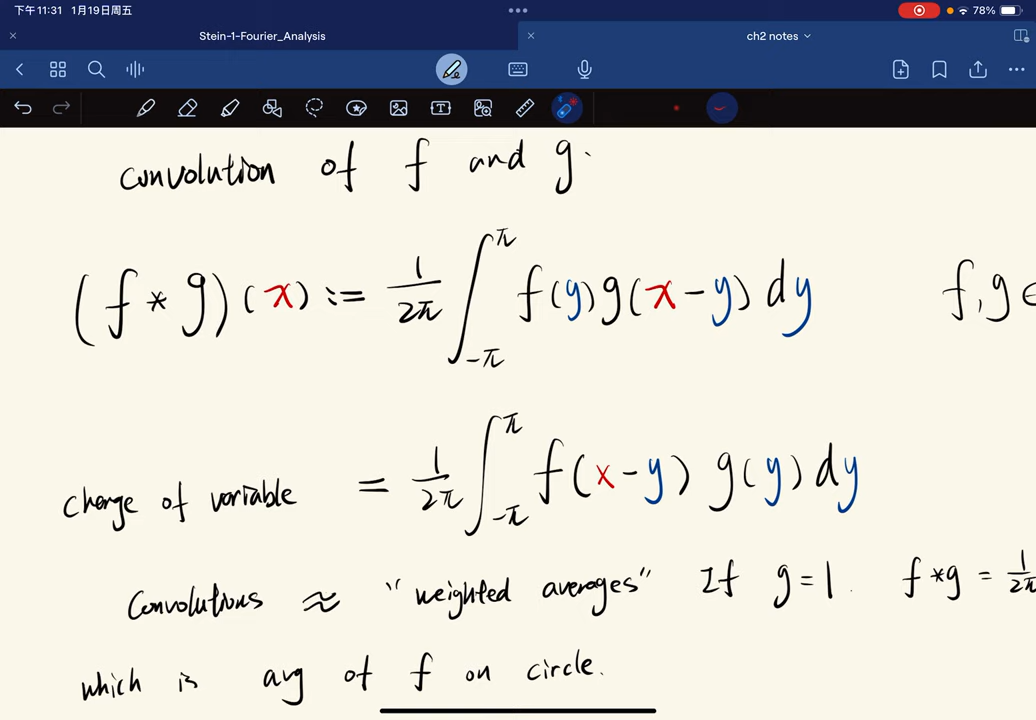 下午11:31 1月19日周五 78%
Stein-1-Fourier_Analysis ch2 notes
convolution of f and g.
(f * g)(x) := 1/2π ∫_{-π}^{π} f(y)g(x-y) dy f, g ∈
change of variable = 1/2π ∫_{-π}^{π} f(x-y) g(y) dy
Convolutions ≈ "weighted averages" If g=1. f*g = 1/2π
which is avg of f on circle.